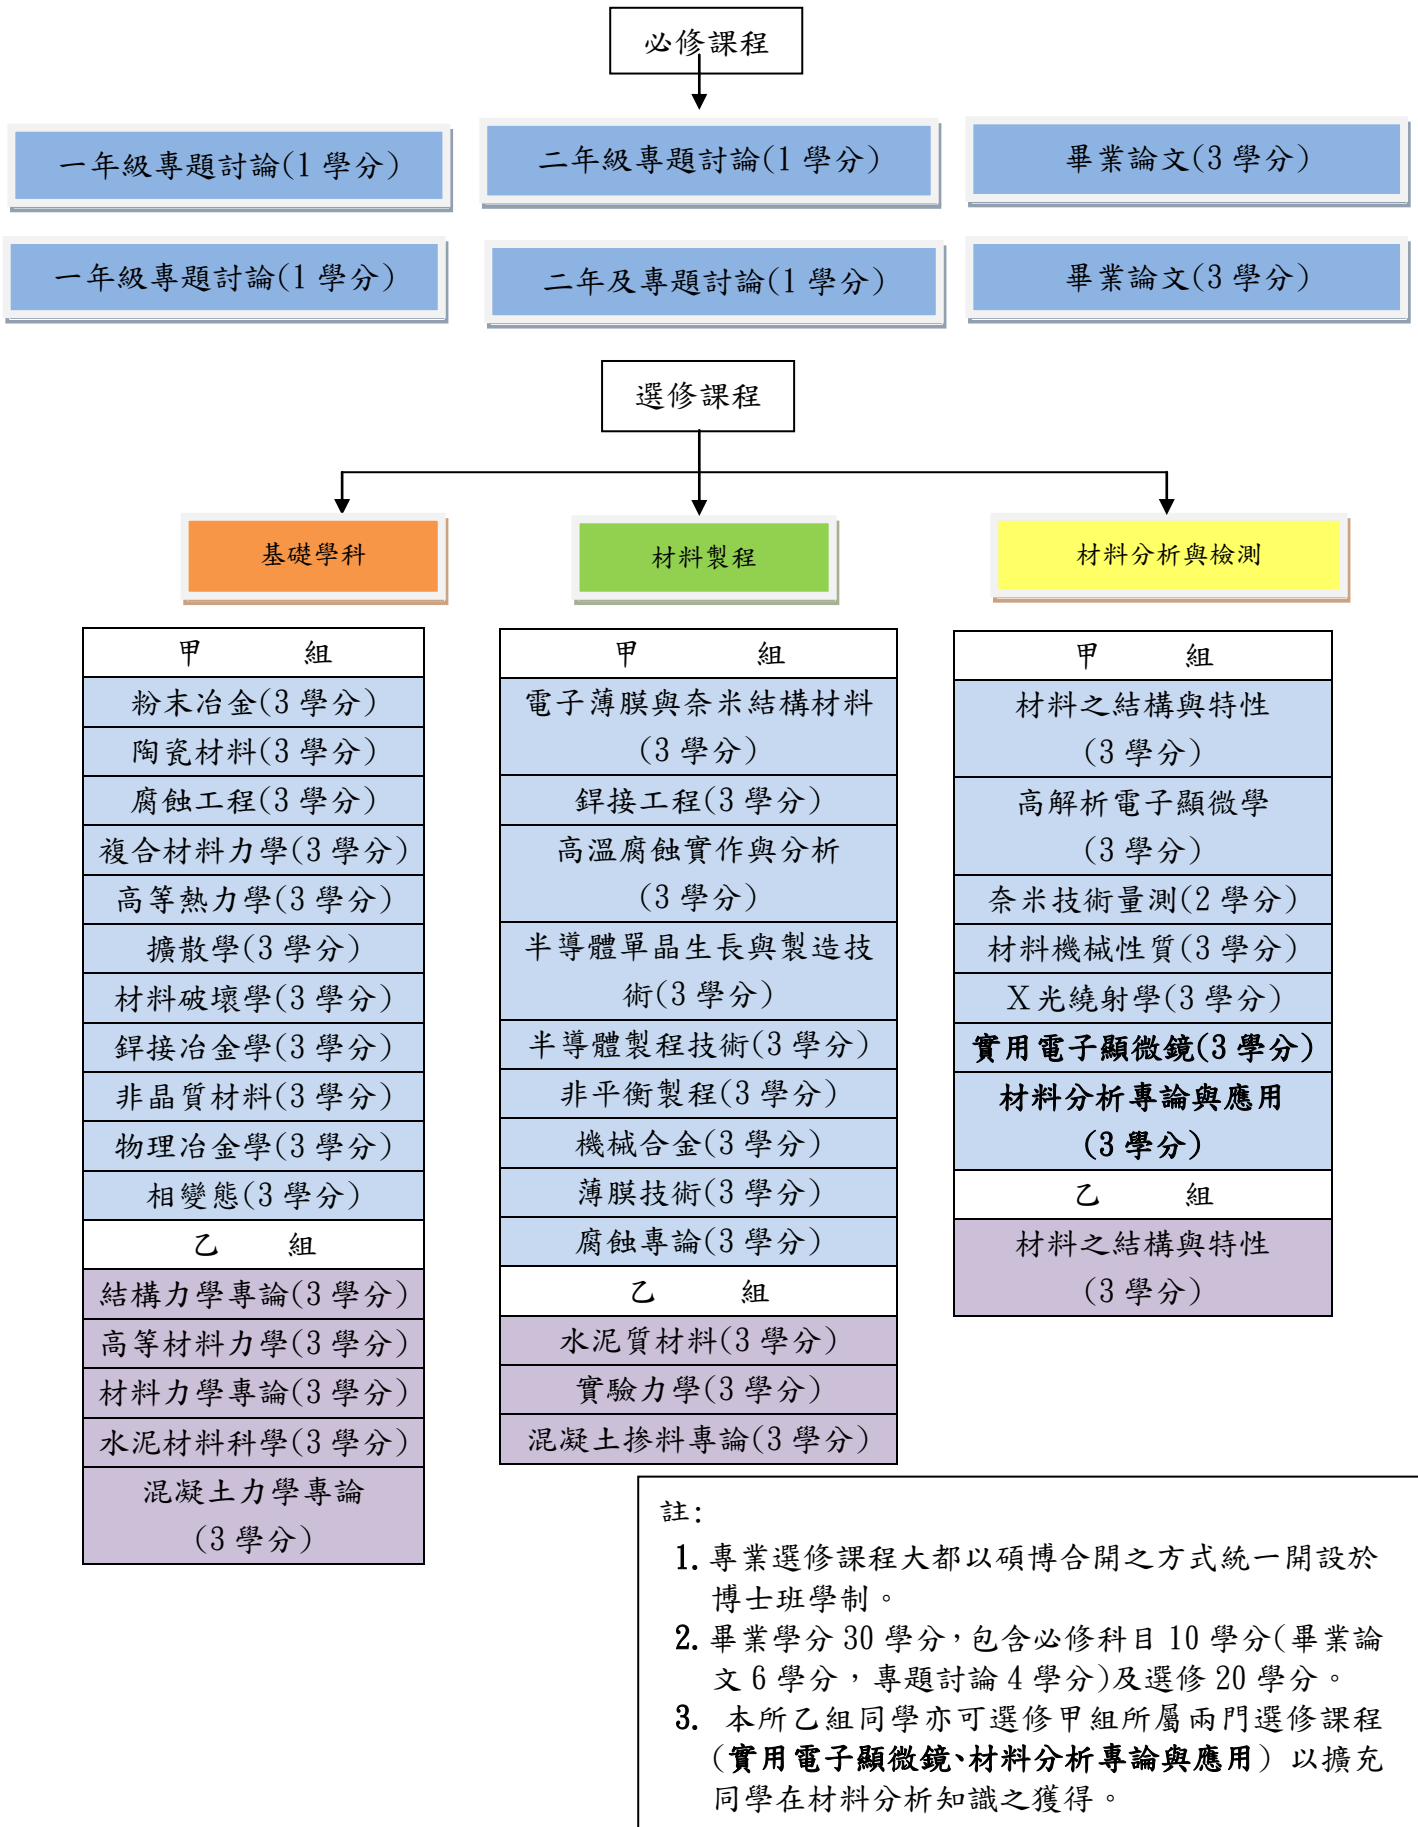 必修課程
一年級專題討論(1 學分)
二年級專題討論(1 學分)
畢業論文(3 學分)
一年級專題討論(1 學分)
二年及專題討論(1 學分)
畢業論文(3 學分)
選修課程
基礎學科
材料製程
材料分析與檢測
甲 組
粉末冶金(3 學分)
陶瓷材料(3 學分)
腐蝕工程(3 學分)
複合材料力學(3 學分)
高等熱力學(3 學分)
擴散學(3 學分)
材料破壞學(3 學分)
銲接冶金學(3 學分)
非晶質材料(3 學分)
物理冶金學(3 學分)
相變態(3 學分)
乙 組
結構力學專論(3 學分)
高等材料力學(3 學分)
材料力學專論(3 學分)
水泥材料科學(3 學分)
混凝土力學專論
(3 學分)
甲 組
電子薄膜與奈米結構材料
(3 學分)
銲接工程(3 學分)
高溫腐蝕實作與分析
(3 學分)
半導體單晶生長與製造技
術(3 學分)
半導體製程技術(3 學分)
非平衡製程(3 學分)
機械合金(3 學分)
薄膜技術(3 學分)
腐蝕專論(3 學分)
乙 組
水泥質材料(3 學分)
實驗力學(3 學分)
混凝土摻料專論(3 學分)
甲 組
材料之結構與特性
(3 學分)
高解析電子顯微學
(3 學分)
奈米技術量測(2 學分)
材料機械性質(3 學分)
X光繞射學(3 學分)
實用電子顯微鏡(3 學分)
材料分析專論與應用
(3 學分)
乙 組
材料之結構與特性
(3 學分)
註:
1. 專業選修課程大都以碩博合開之方式統一開設於
博士班學制。
2. 畢業學分 30 學分,包含必修科目 10 學分(畢業論
文 6 學分,專題討論 4 學分)及選修 20 學分。
3. 本所乙組同學亦可選修甲組所屬兩門選修課程
(實用電子顯微鏡、材料分析專論與應用) 以擴充
同學在材料分析知識之獲得。